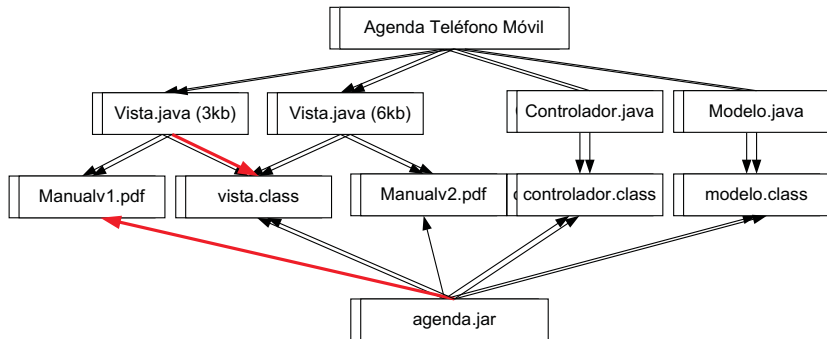 Agenda Teléfono Móvil
Vista.java (3kb)
Vista.java (6kb)
Controlador.java
Modelo.java
Manualv1.pdf
vista.class
Manualv2.pdf
controlador.class
modelo.class
agenda.jar